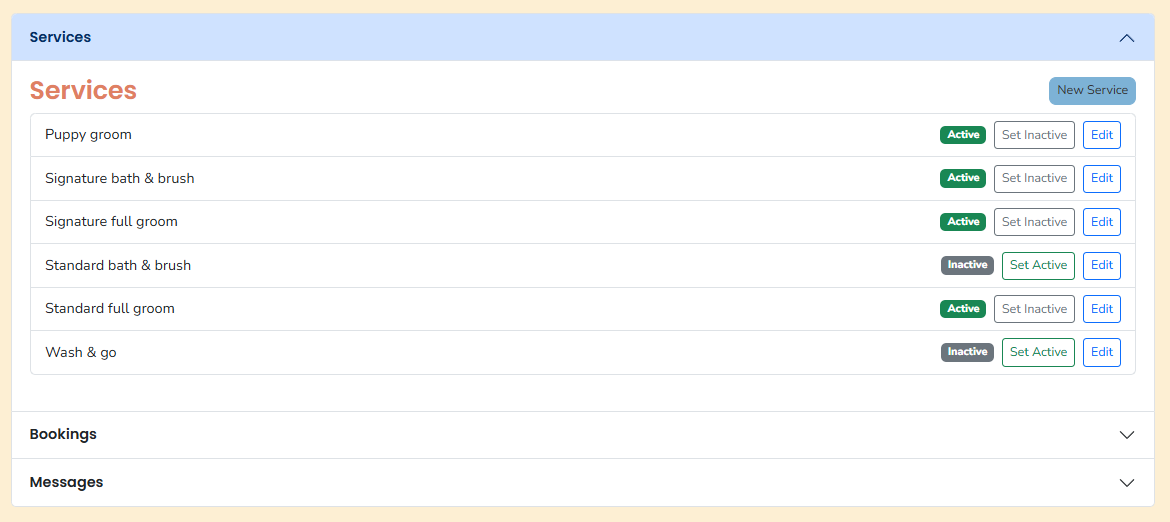 Services
Services New Service
Puppy groom Active Set Inactive Edit
Signature bath & brush Active Set Inactive Edit
Signature full groom Active Set Inactive Edit
Standard bath & brush Inactive Set Active Edit
Standard full groom Active Set Inactive Edit
Wash & go Inactive Set Active Edit
Bookings
Messages